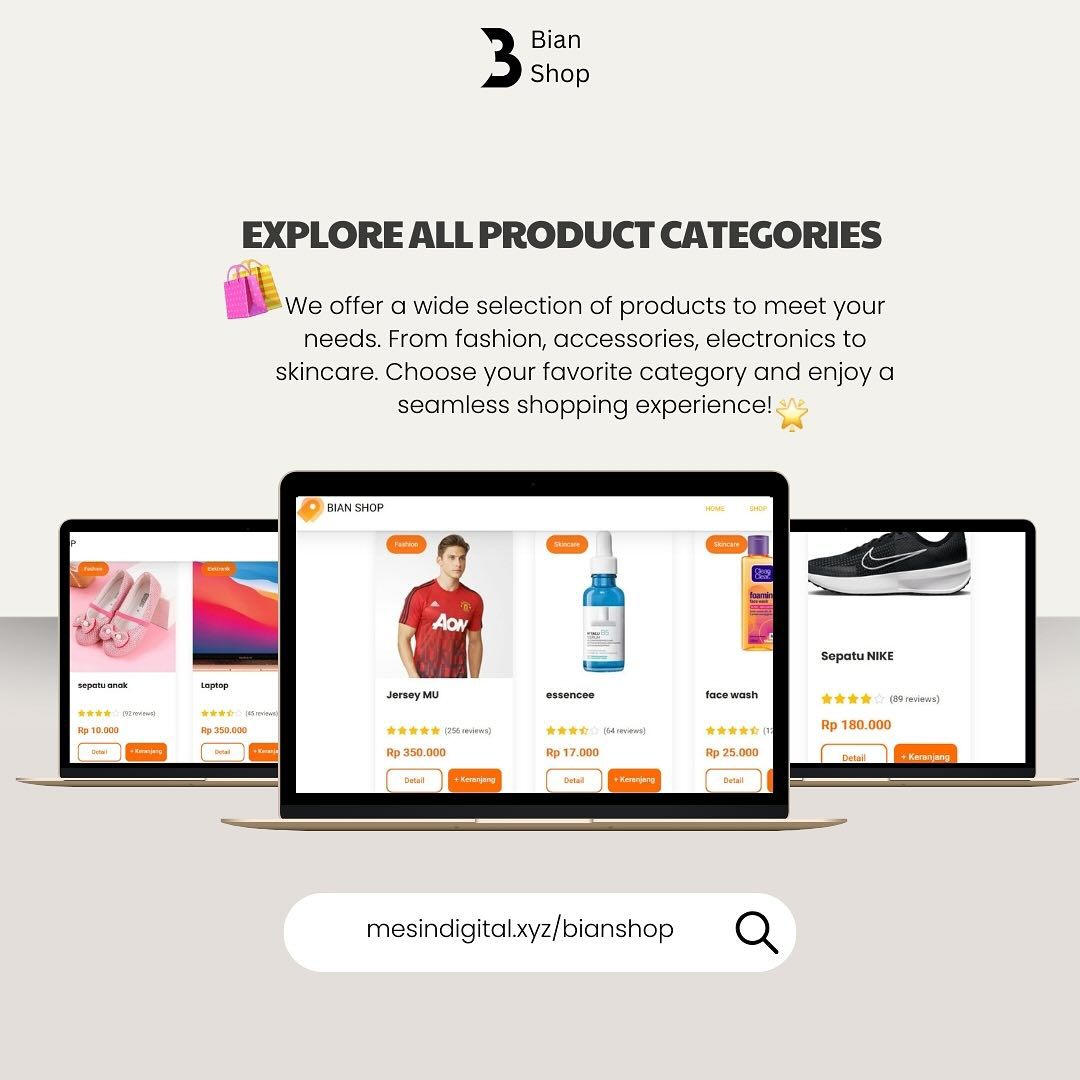 Bian
Shop
EXPLORE ALL PRODUCT CATEGORIES
We offer a wide selection of products to meet your
needs. From fashion, accessories, electronics to
skincare. Choose your favorite category and enjoy a
seamless shopping experience!
P
Fashion
Elektronik
sepatu anak
Laptop
(92 reviews)
(45 reviews)
Rp 10.000
Rp 350.000
Detail
+ Keranjang
Detail
BIAN SHOP
HOME
SHOP
Fashion
Skincare
Skincare
AON
B5
SERUM
Clean
Clear
foaming
face wash
Jersey MU
essencee
face wash
(256 reviews)
(64 reviews)
Rp 350.000
Rp 17.000
Rp 25.000
Detail
+ Keranjang
Detail
+ Keranjang
Detail
Sepatu NIKE
(89 reviews)
Rp 180.000
Detail
+ Keranjang
mesindigital.xyz/bianshop